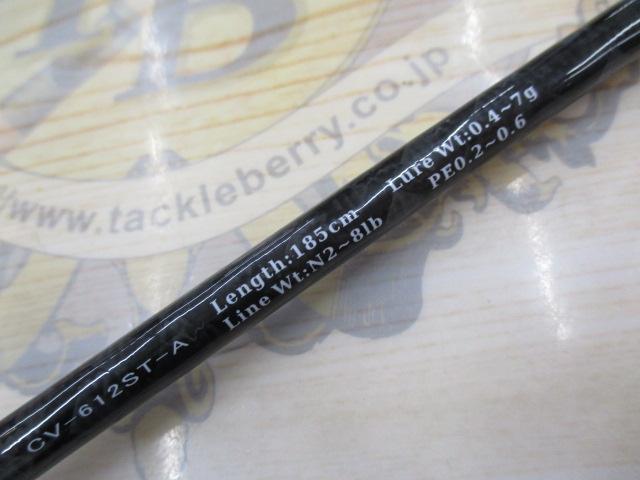 TB
//www.tackleberry.co.jp
Lure Wt:0.4~7g
PE0.2~0.6
Length:185cm
Line Wt:N2~8lb
CV-612ST-A